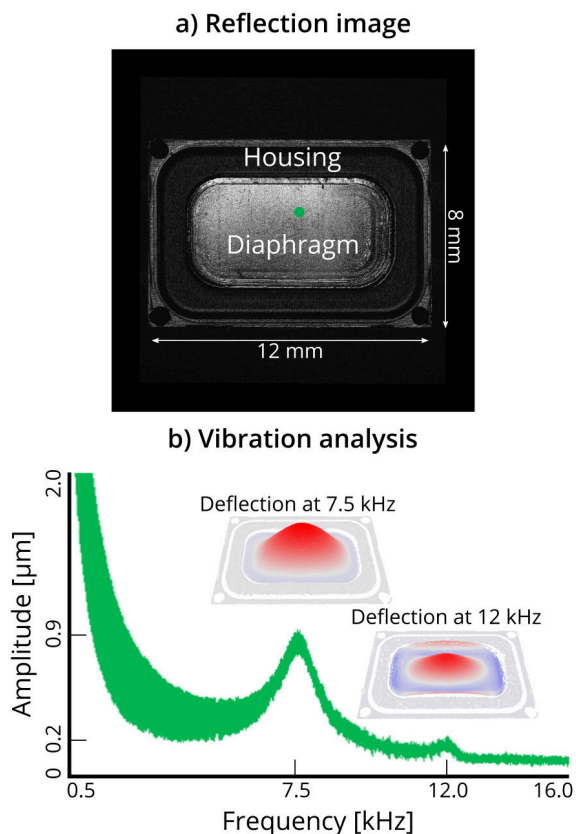 a) Reflection image
Housing
Diaphragm
8 mm
12 mm
b) Vibration analysis
Amplitude [µm]
2.0
0.9
0.2
0
Deflection at 7.5 kHz
Deflection at 12 kHz
0.5
7.5
12.0
16.0
Frequency [kHz]